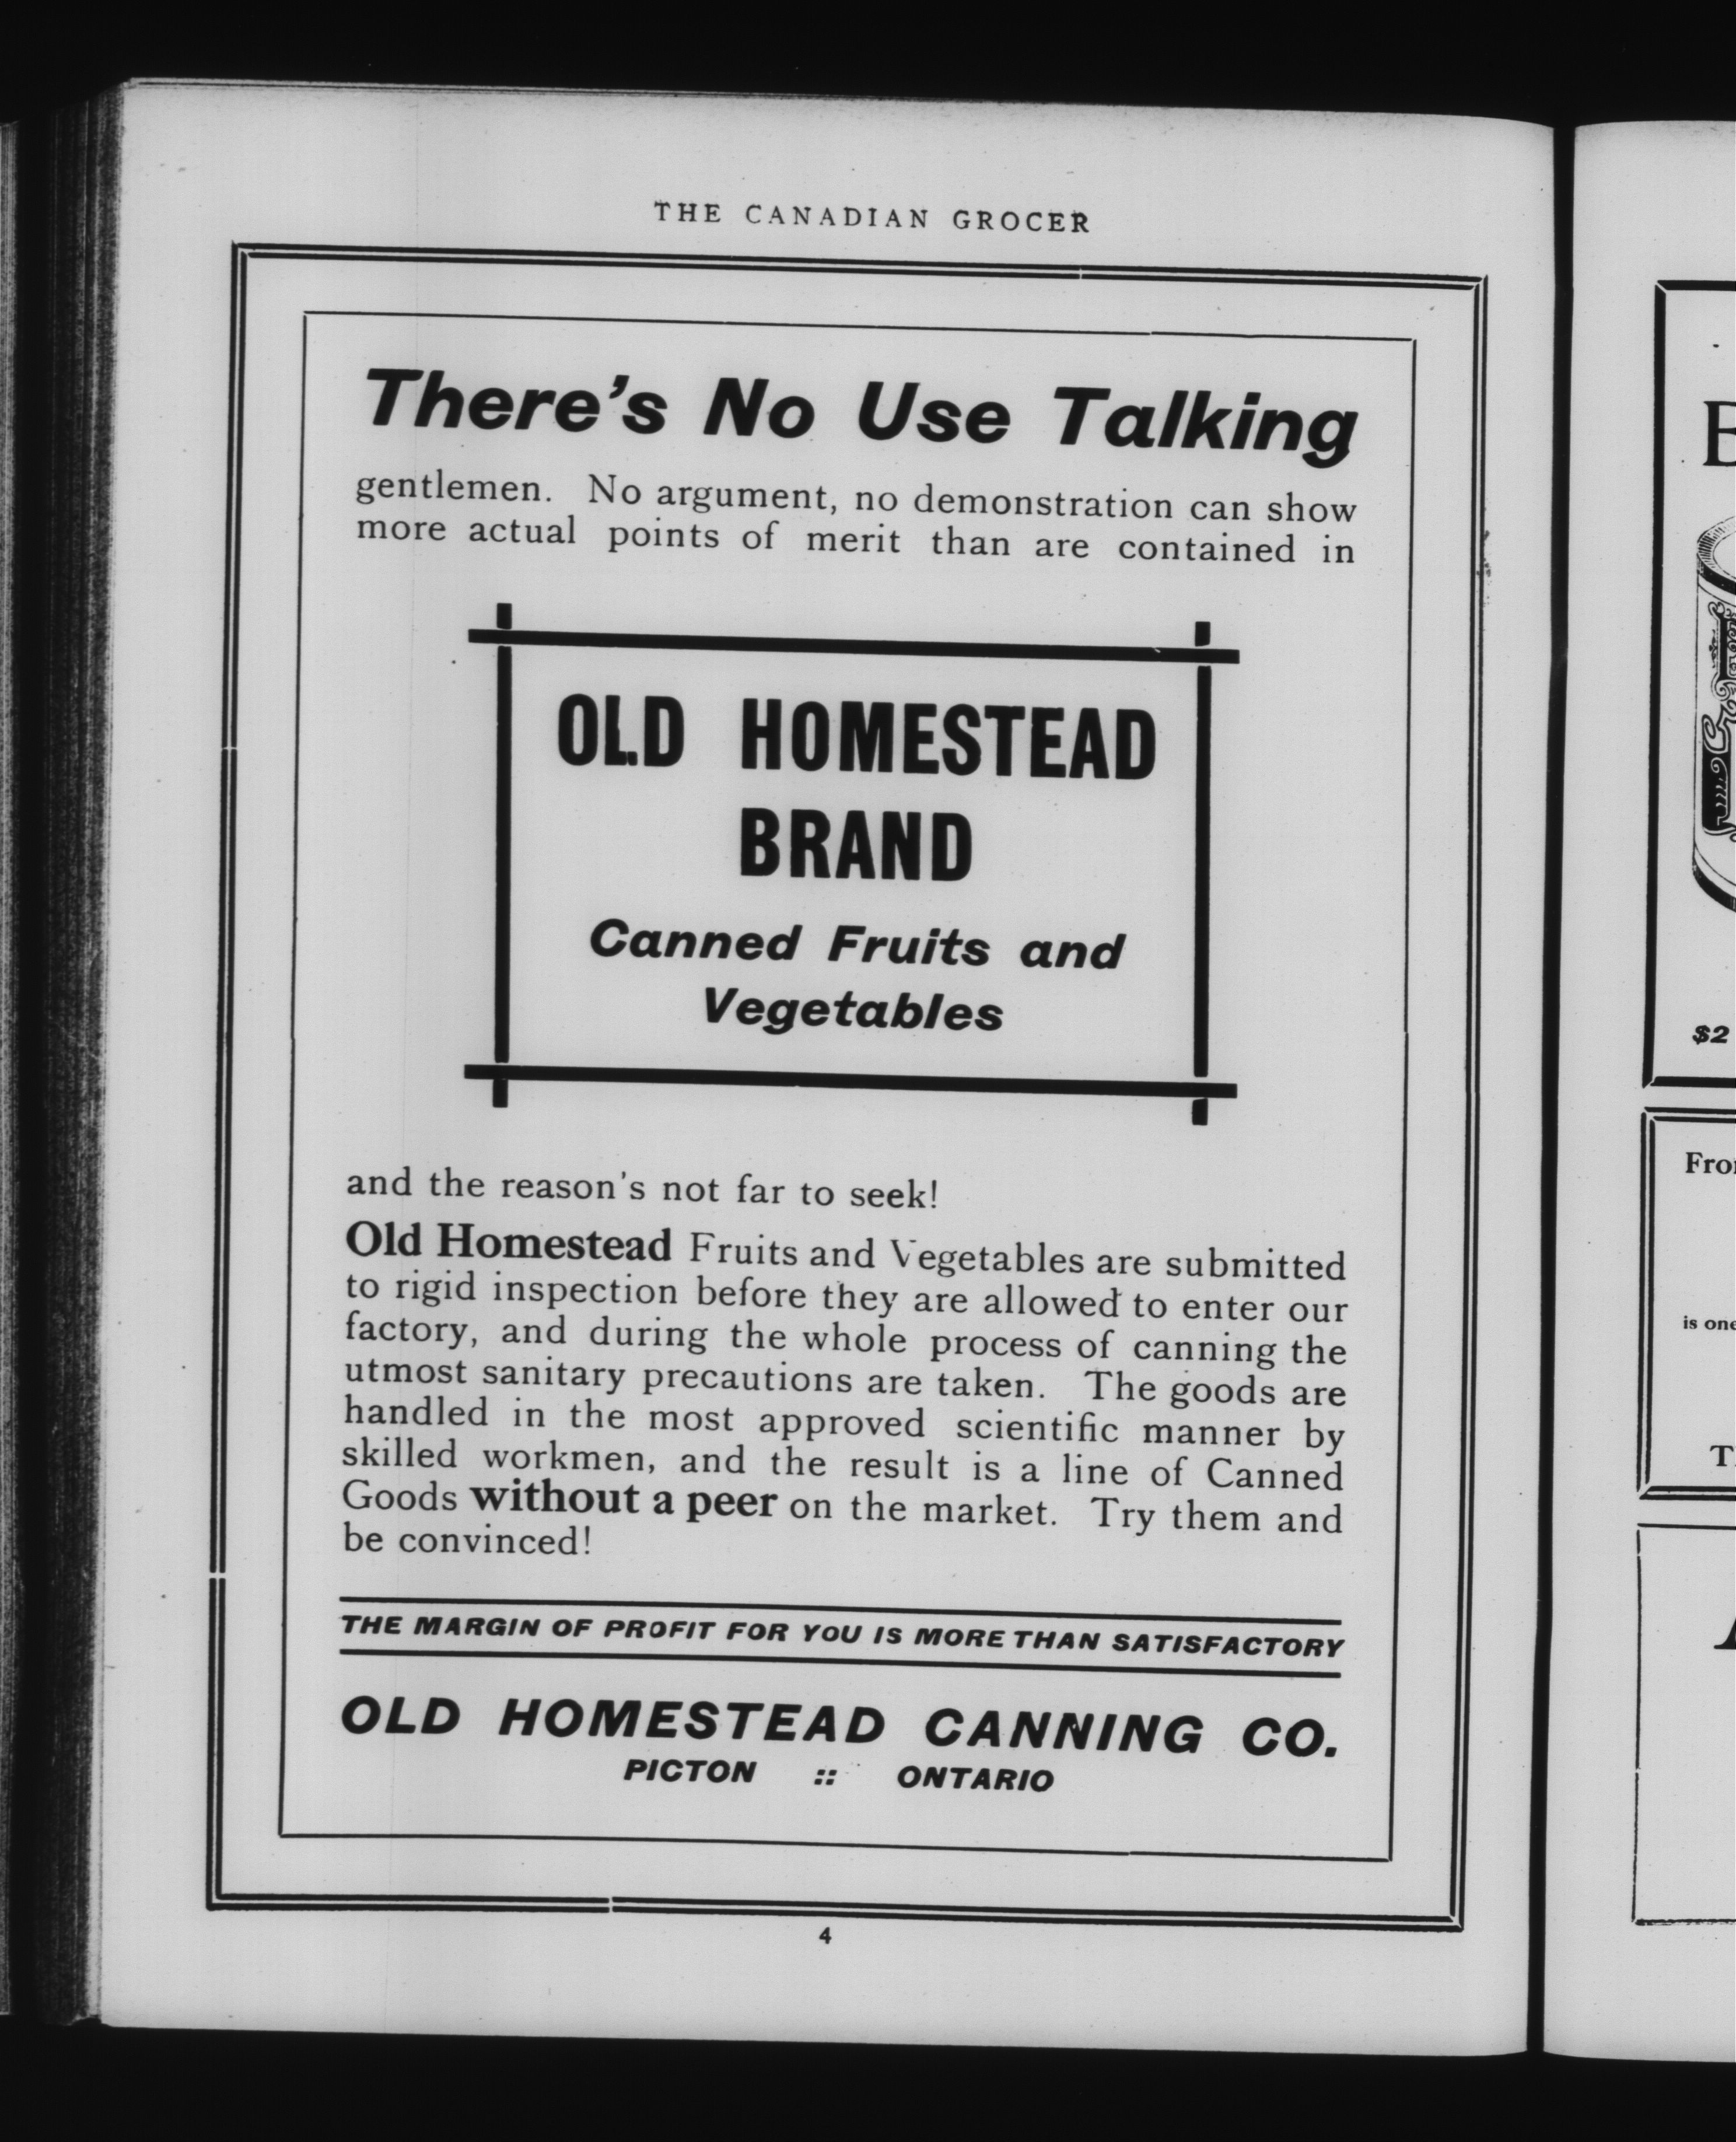 THE CANADIAN GROCER
There's No Use Talking
gentlemen. No argument, no demonstration can show
more actual points of merit than are contained in
OLD HOMESTEAD
BRAND
Canned Fruits and
Vegetables
and the reason's not far to seek!
Old Homestead Fruits and Vegetables are submitted
to rigid inspection before they are allowed to enter our
factory, and during the whole process of canning the
utmost sanitary precautions are taken. The goods are
handled in the most approved scientific manner by
skilled workmen, and the result is a line of Canned
Goods without a peer on the market. Try them and
be convinced!
THE MARGIN OF PROFIT FOR YOU IS MORE THAN SATISFACTORY
OLD HOMESTEAD CANNING CO.
PICTON :: ONTARIO
4
$2
is one